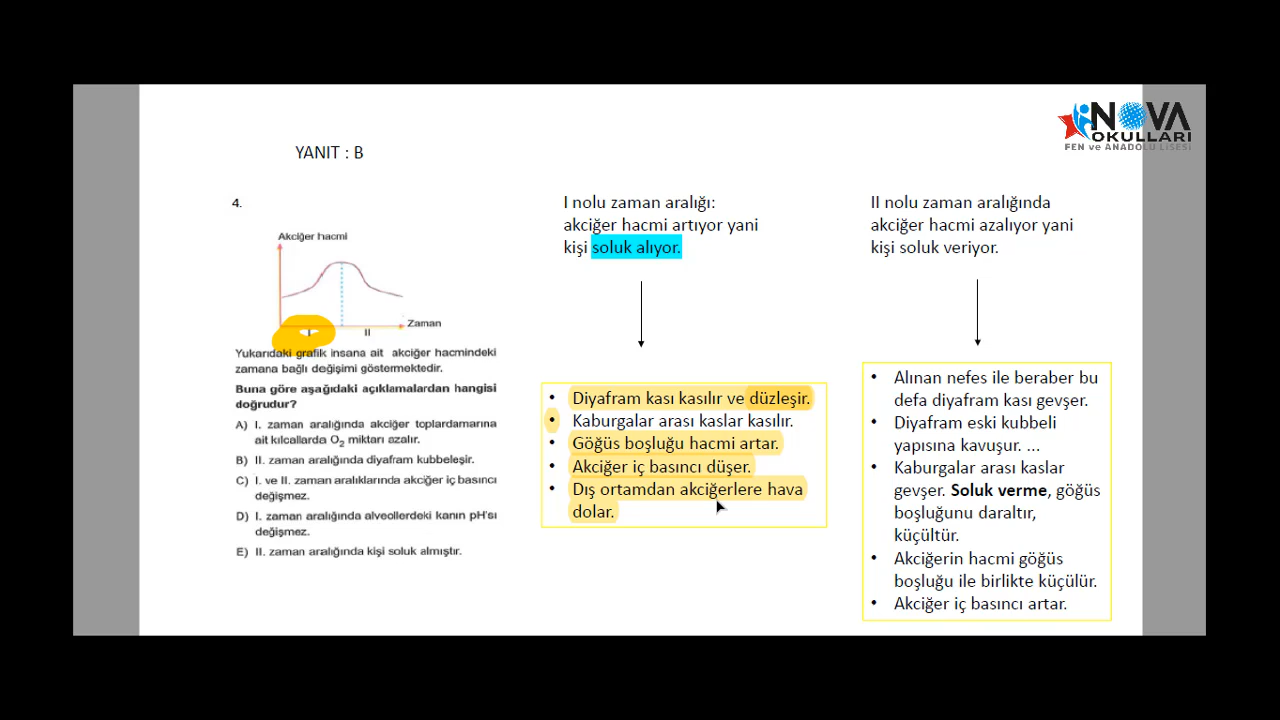 NOVA
OKULLARI
FEN ve ANADOLU LİSESİ
YANIT : B
4.
Akciğer hacmi
Zaman
I
II
Yukarıdaki grafik insana ait akciğer hacmindeki
zamana bağlı değişimi göstermektedir.
Buna göre aşağıdaki açıklamalardan hangisi
doğrudur?
A) I. zaman aralığında akciğer toplardamarına
ait kılcallarda O2 miktarı azalır.
B) II. zaman aralığında diyafram kubbeleşir.
C) I. ve II. zaman aralıklarında akciğer iç basıncı
değişmez.
D) I. zaman aralığında alveollerdeki kanın pH'sı
değişmez.
E) II. zaman aralığında kişi soluk almıştır.
I nolu zaman aralığı:
akciğer hacmi artıyor yani
kişi soluk alıyor.
• Diyafram kası kasılır ve düzleşir.
• Kaburgalar arası kaslar kasılır.
• Göğüs boşluğu hacmi artar.
• Akciğer iç basıncı düşer.
• Dış ortamdan akciğerlere hava
dolar.
II nolu zaman aralığında
akciğer hacmi azalıyor yani
kişi soluk veriyor.
• Alınan nefes ile beraber bu
defa diyafram kası gevşer.
• Diyafram eski kubbeli
yapısına kavuşur. ...
• Kaburgalar arası kaslar
gevşer. Soluk verme, göğüs
boşluğunu daraltır,
küçültür.
• Akciğerin hacmi göğüs
boşluğu ile birlikte küçülür.
• Akciğer iç basıncı artar.